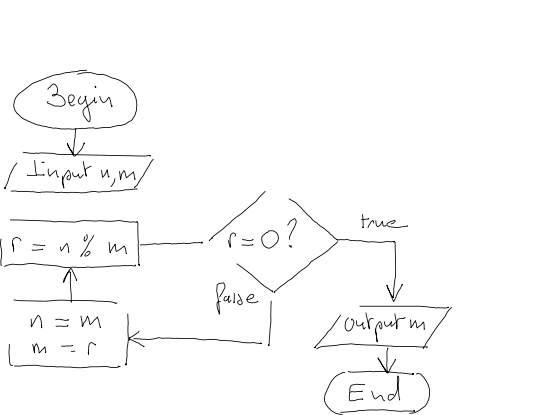 Begin
Input n,m
r = n % m
r = 0?
true
false
n = m
m = r
output m
End